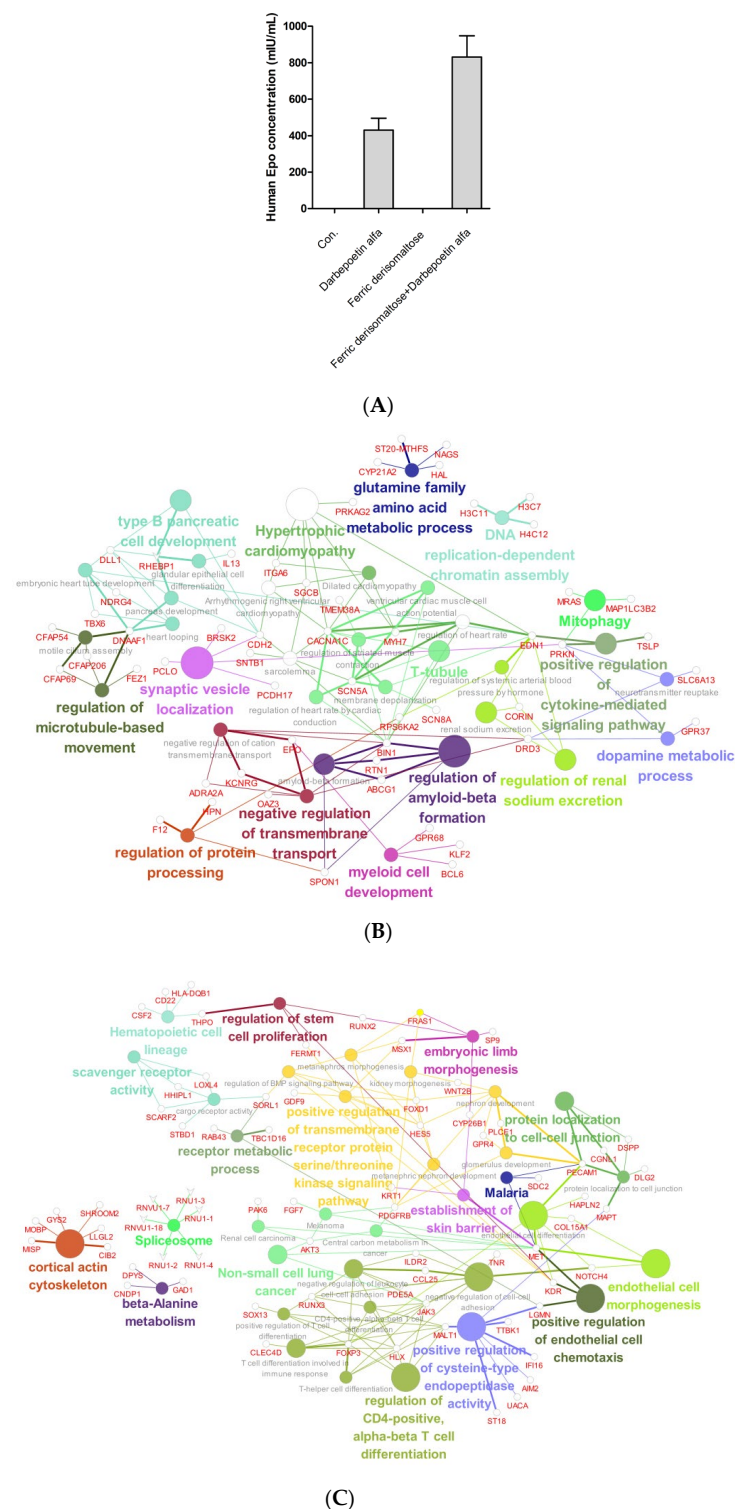 Human Epo concentration (mIU/mL)
1000
800
600
400
200
0
Con.
Darbepoetin alfa
Ferric derisomaltose
Ferric derisomaltose+Darbepoetin alfa
(A)
ST20-MTHFS
NAGS
CYP21A2
HAL
glutamine family
amino acid
metabolic process
H3C11
H3C7
H4C12
DNA
replication-dependent
chromatin assembly
type B pancreatic
cell development
PRKAG2
Hypertrophic
cardiomyopathy
DLL1
RHEBP1
IL13
glandular epithelial cell
differentiation
embryonic heart tube development
pancreas development
NDRG4
ITGA6
Dilated cardiomyopathy
SGCB
Arrhythmogenic right ventricular
cardiomyopathy
TMEM38A
ventricular cardiac muscle cell
action potential
MRAS
MAP1LC3B2
Mitophagy
TBX6
DNAAF1
heart looping
BRSK2
CDH2
CACNA1C
MYH7
regulation of heart rate
EDN1
PRKN
TSLP
CFAP54
motile cilium assembly
CFAP206
CFAP69
FEZ1
PCLO
SNTB1
sarcolemma
regulation of striated muscle
contraction
T-tubule
positive regulation
of
cytokine-mediated
signaling pathway
synaptic vesicle
localization
PCDH17
SCN5A
membrane depolarization
regulation of systemic arterial blood
pressure by hormone
neurotransmitter reuptake
SLC6A13
regulation of
microtubule-based
movement
regulation of heart rate by cardiac
conduction
RPS6KA2
SCN8A
renal sodium excretion
CORIN
DRD3
GPR37
dopamine metabolic
process
negative regulation of cation
transmembrane transport
EPO
BIN1
amyloid-beta formation
RTN1
ABCG1
KCNRG
ADRA2A
OAZ3
regulation of
amyloid-beta
formation
regulation of renal
sodium excretion
HPN
F12
negative regulation
of transmembrane
transport
regulation of protein
processing
SPON1
GPR68
KLF2
BCL6
myeloid cell
development
(B)
HLA-DQB1
CD22
CSF2
THPO
Hematopoietic cell
lineage
regulation of stem
cell proliferation
RUNX2
FRAS1
MSX1
SP9
embryonic limb
morphogenesis
FERMT1
metanephros morphogenesis
scavenger receptor
activity
LOXL4
HHIPL1
cargo receptor activity
SCARF2
STBD1
regulation of BMP signaling pathway
kidney morphogenesis
SORL1
GDF9
WNT2B
nephron development
FOXD1
CYP26B1
HES5
PLCE1
GPR4
positive regulation
of transmembrane
receptor protein
serine/threonine
kinase signaling
pathway
RAB43
TBC1D16
receptor metabolic
process
protein localization
to cell-cell junction
DSPP
CGNL1
DLG2
glomerulus development
PECAM1
protein localization to cell junction
metanephric nephron development
Malaria
SDC2
MAPT
KRT1
PDGFRB
establishment of
skin barrier
HAPLN2
COL15A1
endothelial cell differentiation
RNU1-3
RNVU1-7
RNU1-1
RNVU1-18
Spliceosome
RNU1-2
RNU1-4
SHROOM2
GYS2
MOBP
LLGL2
MISP
CIB2
cortical actin
cytoskeleton
DPYS
CNDP1
GAD1
beta-Alanine
metabolism
PAK6
FGF7
Melanoma
Renal cell carcinoma
Central carbon metabolism in
cancer
AKT3
Non-small cell lung
cancer
MET
ILDR2
CCL25
TNR
negative regulation of leukocyte
cell-cell adhesion
PDE5A
negative regulation of cell-cell
adhesion
NOTCH4
KDR
LGMN
endothelial cell
morphogenesis
positive regulation
of endothelial cell
chemotaxis
RUNX3
SOX13
CD4-positive, alpha-beta T cell
differentiation
positive regulation of T cell
differentiation
JAK3
MALT1
TTBK1
IFI16
AIM2
UACA
ST18
positive regulation
of cysteine-type
endopeptidase
activity
CLEC4D
FOXP3
T cell differentiation involved in
immune response
HLX
T-helper cell differentiation
regulation of
CD4-positive,
alpha-beta T cell
differentiation
(C)